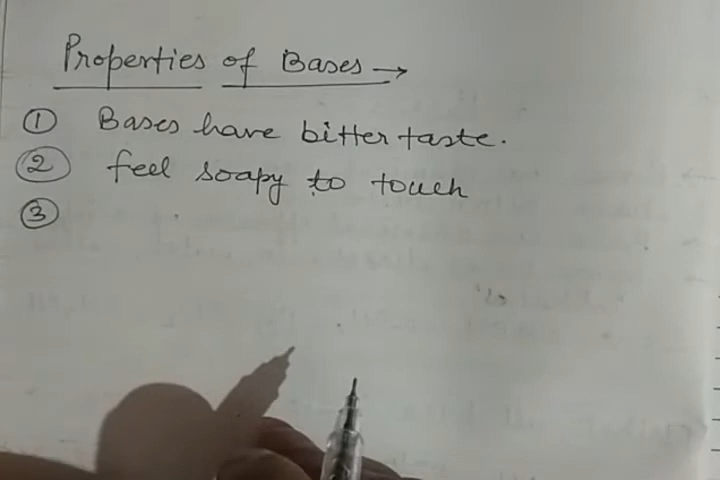 Properties of Bases →
① Bases have bitter taste.
② feel soapy to touch
③